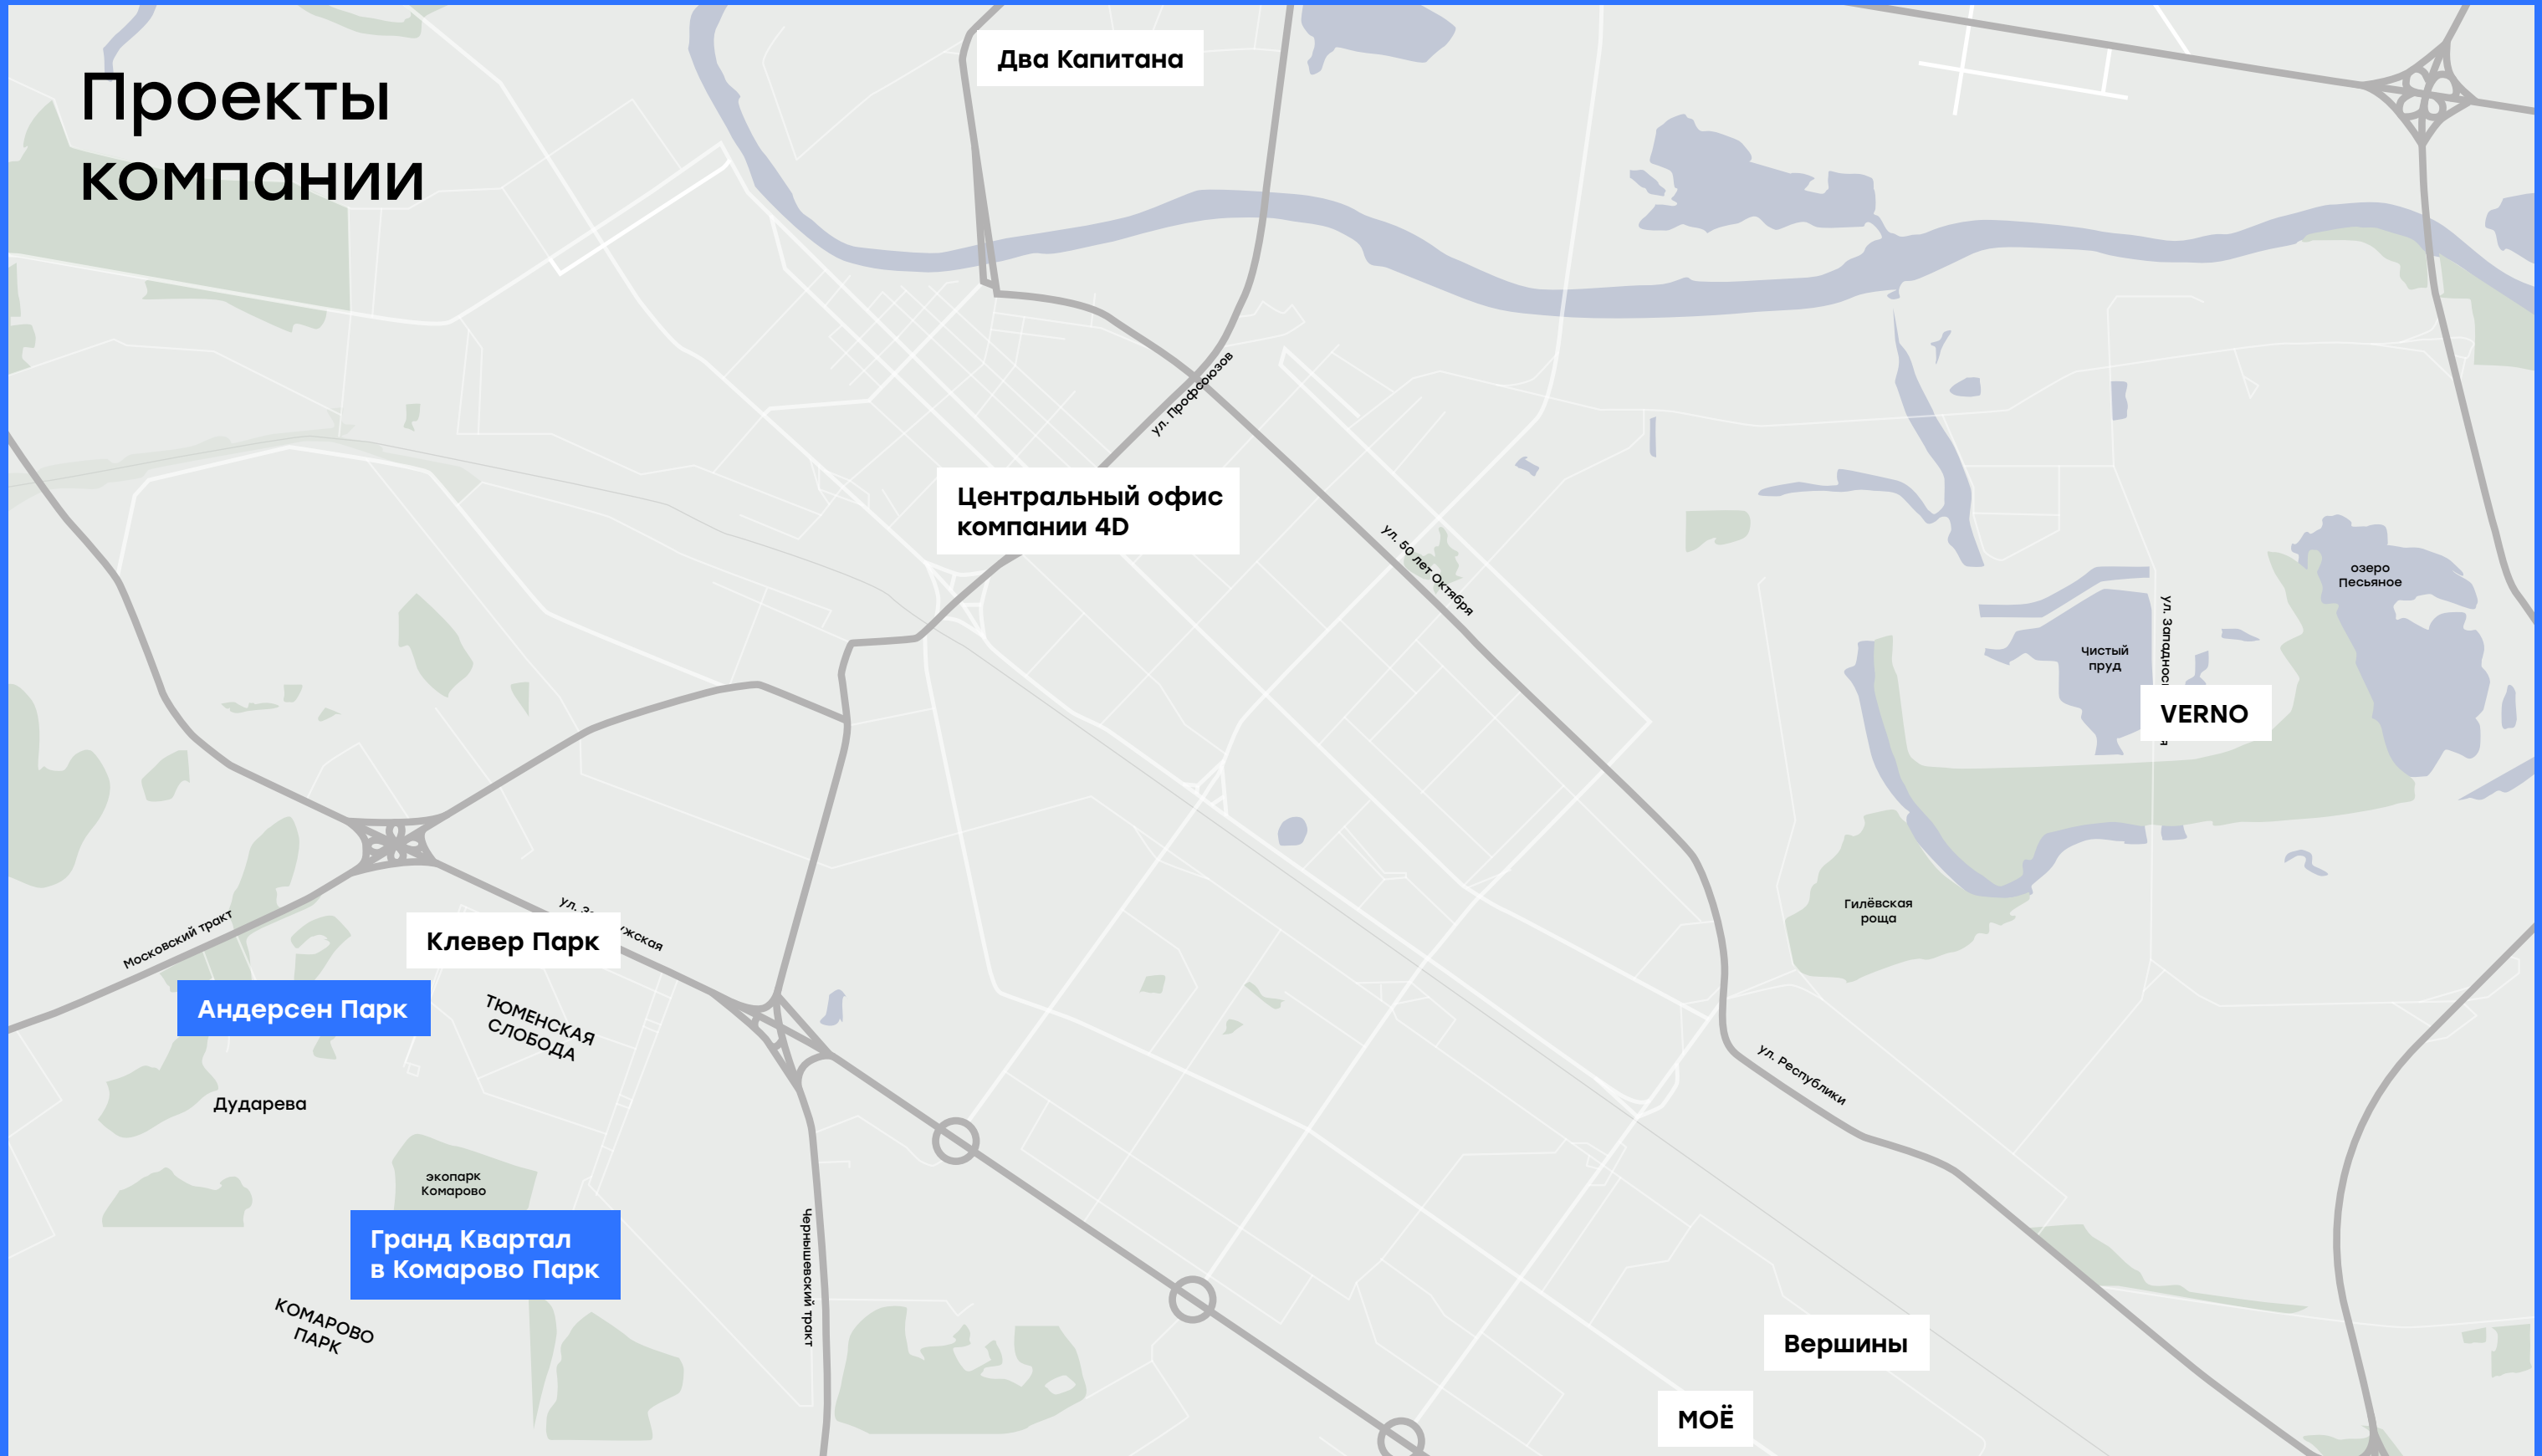 Проекты
компании
Два Капитана
ул. Профсоюзов
Центральный офис
компании 4D
ул. 50 лет Октября
озеро
Песьяное
Чистый
пруд
VERNO
Гилёвская
роща
ул.
Клевер Парк
Московский тракт
Андерсен Парк
ТЮМЕНСКАЯ
СЛОБОДА
ул. Республики
Дударева
экопарк
Комарово
Гранд Квартал
в Комарово Парк
Чернышевский тракт
КОМАРОВО
ПАРК
Вершины
МОЁ